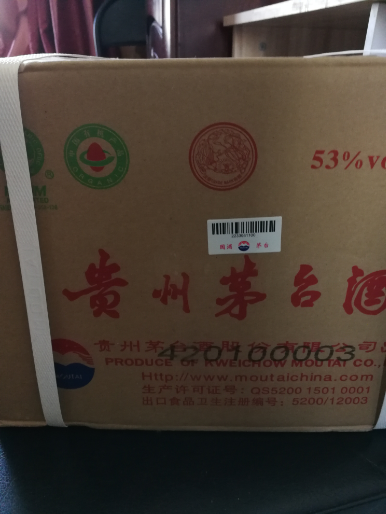 53%vo
贵州茅台酒
贵州茅台酒股份有限公司
420100003
PRODUCE OF KWEICHOW MOUTAI CO.
Http://www.moutaichina.com
生产许可证号：QS5200 1501 0001
出口食品卫生注册编号：5200/12003